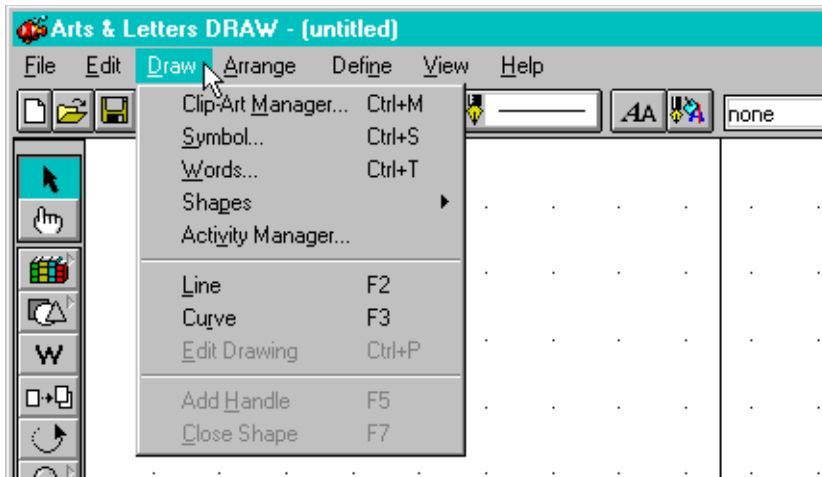 Arts & Letters DRAW - (untitled)
File Edit Draw Arrange Define View Help
AA none
Clip-Art Manager... Ctrl+M
Symbol... Ctrl+S
Words... Ctrl+T
Shapes
Activity Manager...
Line F2
Curve F3
Edit Drawing Ctrl+P
Add Handle F5
Close Shape F7
W